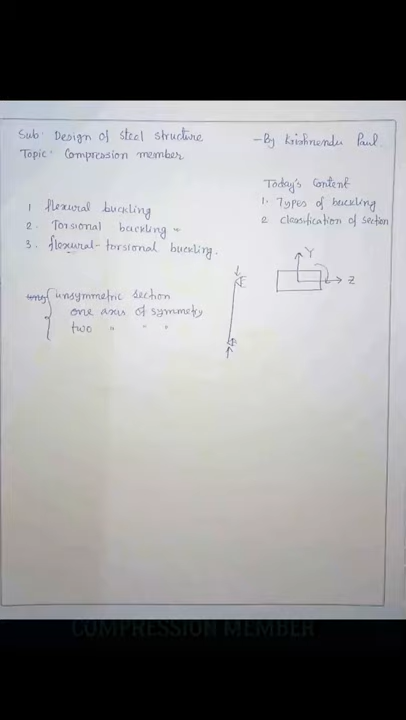 Sub: Design of steel structure
Topic: Compression member
- By Krishnendu Paul.
Today's Content
1. Types of buckling
2 classification of section
1 flexural buckling
2. Torsional buckling -
3. flexural-torsional buckling.
unsymmetric section
one axis of symmetry
two " " "
Y
Z
COMPRESSION MEMBER